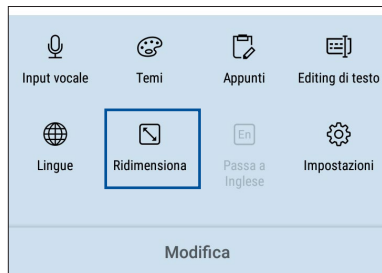 Input vocale
Temi
Appunti
Editing di testo
Lingue
Ridimensiona
En
Passa a
Inglese
Impostazioni
Modifica